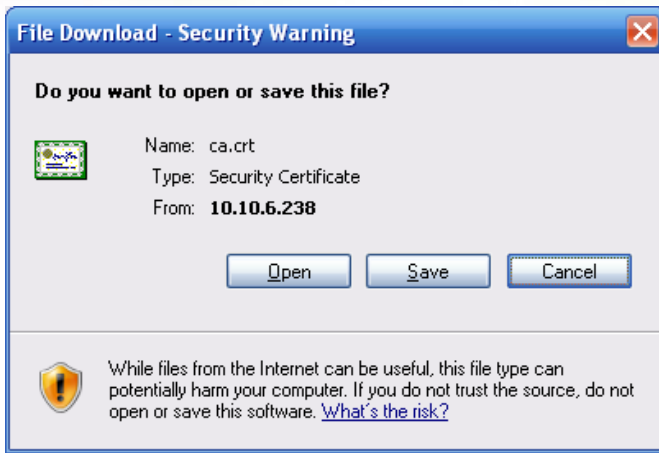 File Download - Security Warning
Do you want to open or save this file?
Name: ca.crt
Type: Security Certificate
From: 10.10.6.238
Open Save Cancel
While files from the Internet can be useful, this file type can
potentially harm your computer. If you do not trust the source, do not
open or save this software. What's the risk?